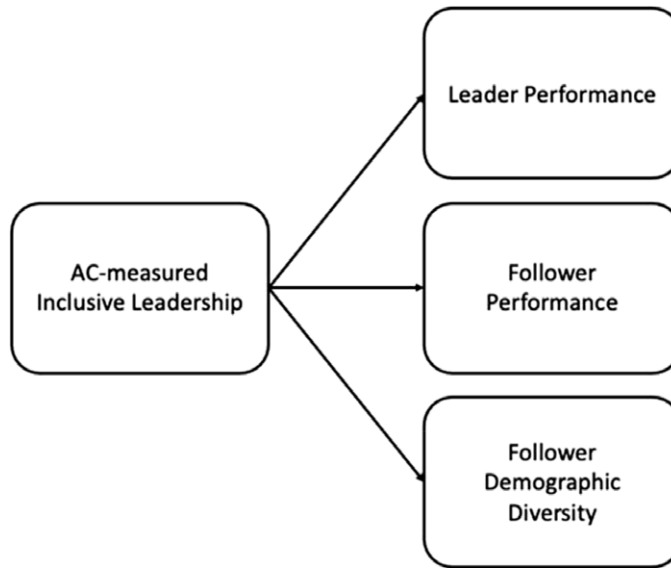 Leader Performance
AC-measured
Inclusive Leadership
Follower
Performance
Follower
Demographic
Diversity